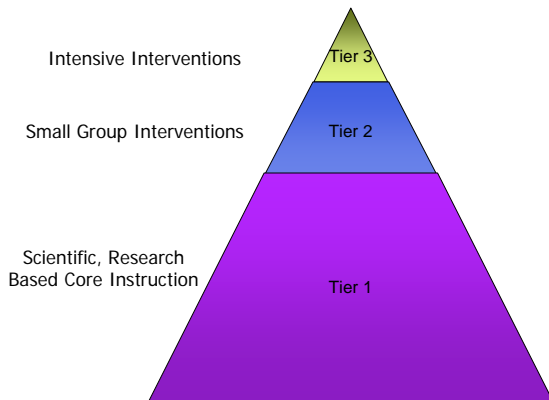 Intensive Interventions
Tier 3
Small Group Interventions
Tier 2
Scientific, Research
Based Core Instruction
Tier 1